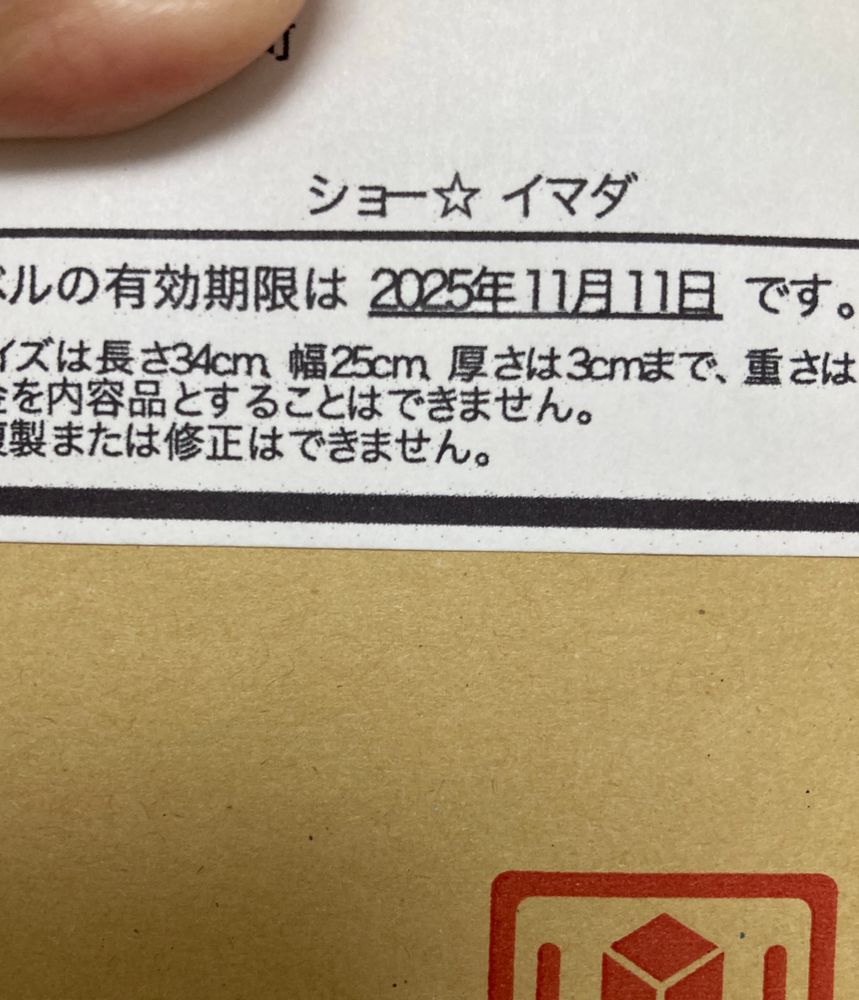 町
ショー☆ イマダ
ベルの有効期限は 2025年11月11日 です。
イズは長さ34cm、幅25cm、厚さは3cmまで、重さは
金を内容品とすることはできません。
複製または修正はできません。